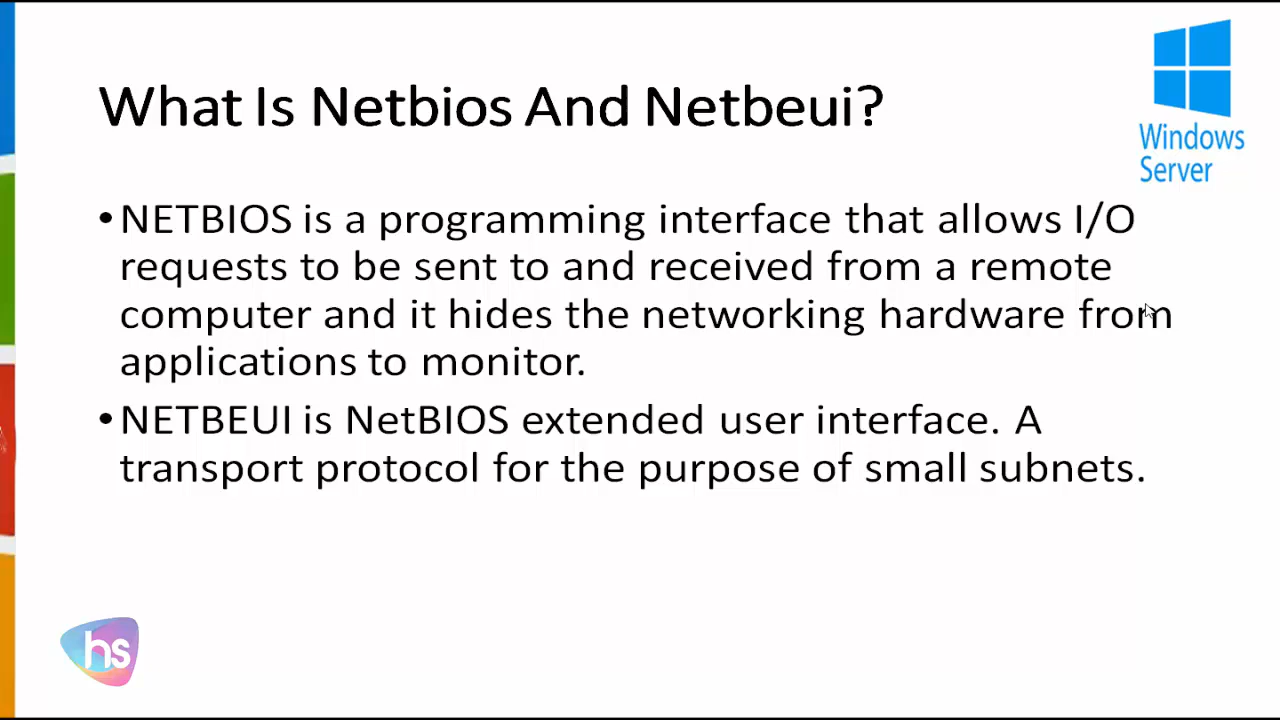 What Is Netbios And Netbeui?
Windows
Server
•NETBIOS is a programming interface that allows I/O
requests to be sent to and received from a remote
computer and it hides the networking hardware from
applications to monitor.
•NETBEUI is NetBIOS extended user interface. A
transport protocol for the purpose of small subnets.
hs